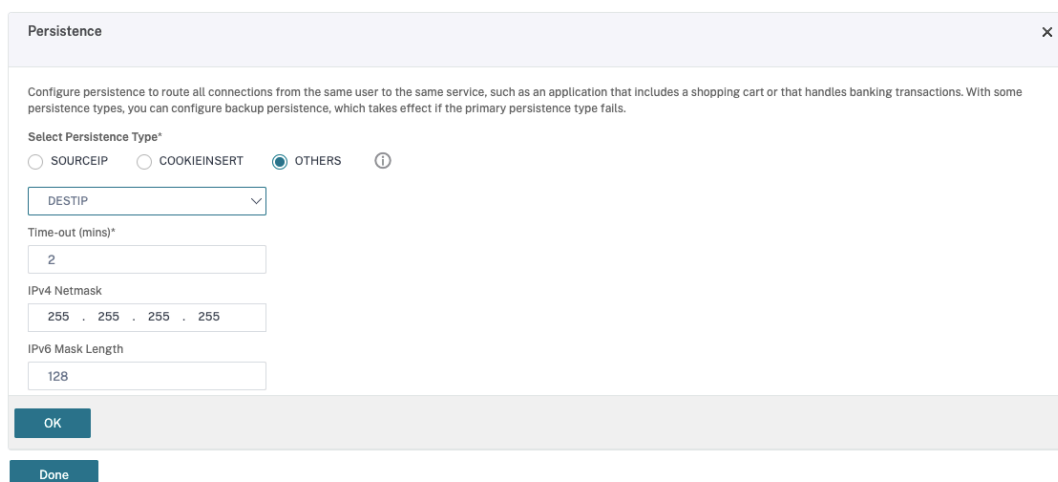 Persistence
Configure persistence to route all connections from the same user to the same service, such as an application that includes a shopping cart or that handles banking transactions. With some
persistence types, you can configure backup persistence, which takes effect if the primary persistence type fails.
Select Persistence Type*
SOURCEIP COOKIEINSERT OTHERS
DESTIP
Time-out (mins)*
2
IPv4 Netmask
255 . 255 . 255 . 255
IPv6 Mask Length
128
OK
Done